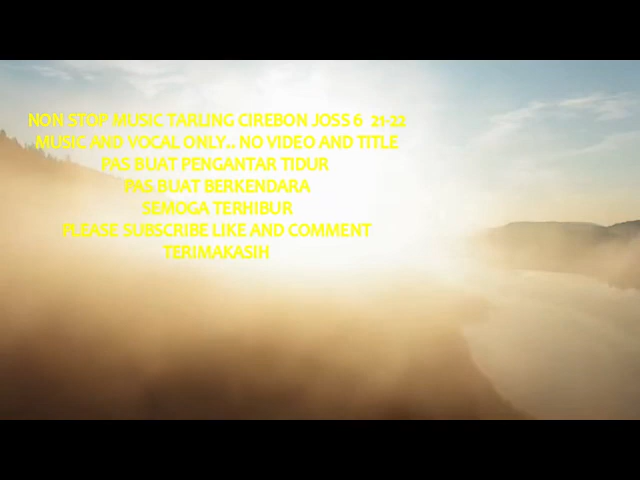 NON STOP MUSIC TARLING CIREBON JOSS 6 21-22
MUSIC AND VOCAL ONLY.. NO VIDEO AND TITLE
PAS BUAT PENGANTAR TIDUR
PAS BUAT BERKENDARA
SEMOGA TERHIBUR
PLEASE SUBSCRIBE LIKE AND COMMENT
TERIMAKASIH